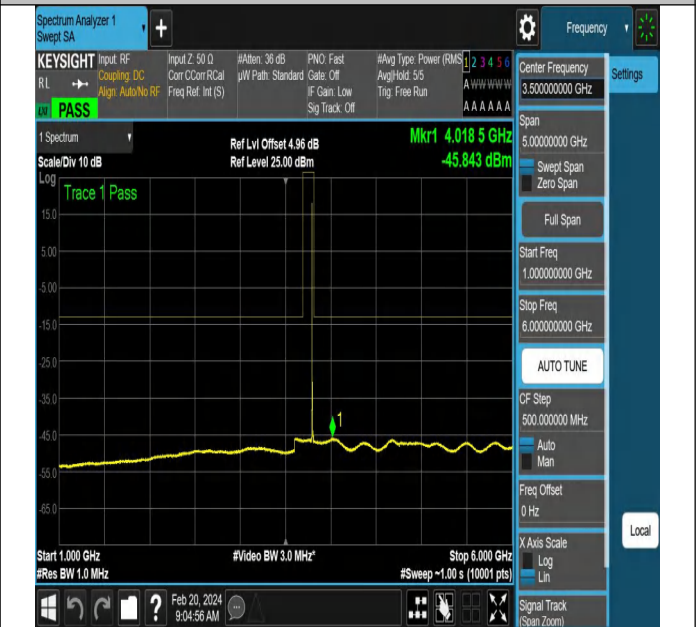 Spectrum Analyzer 1
Swept SA
+
Frequency
KEYSIGHT
RL
PASS
Input: RF
Coupling: DC
Align: Auto/No RF
Input Z: 50 Ω
Corr CCorr RCal
Freq Ref: Int (S)
#Atten: 36 dB
µW Path: Standard
PNO: Fast
Gate: Off
IF Gain: Low
Sig Track: Off
#Avg Type: Power (RMS
Avg|Hold: 5/5
Trig: Free Run
1 2 3 4 5 6
A W W W W W
A A A A A A
1 Spectrum
Scale/Div 10 dB
Ref Lvl Offset 4.96 dB
Ref Level 25.00 dBm
Mkr1 4.018 5 GHz
-45.843 dBm
Log
Trace 1 Pass
15.0
5.00
-5.00
-15.0
-25.0
-35.0
-45.0
-55.0
-65.0
1
Start 1.000 GHz
#Res BW 1.0 MHz
#Video BW 3.0 MHz*
Stop 6.000 GHz
#Sweep ~1.00 s (10001 pts)
Center Frequency
3.500000000 GHz
Settings
Span
5.00000000 GHz
Swept Span
Zero Span
Full Span
Start Freq
1.000000000 GHz
Stop Freq
6.000000000 GHz
AUTO TUNE
CF Step
500.000000 MHz
Auto
Man
Freq Offset
0 Hz
X Axis Scale
Log
Lin
Local
Signal Track
(Span Zoom)
?
Feb 20, 2024
9:04:56 AM